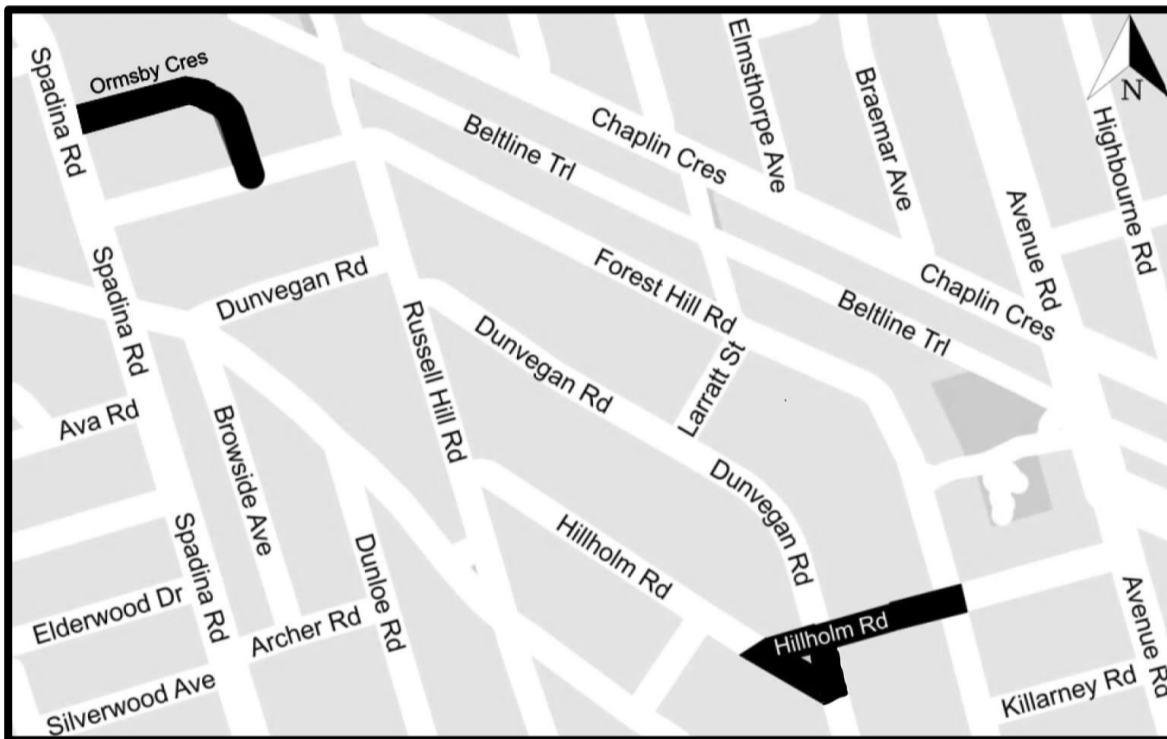 Ormsby Cres
Spadina Rd
Elmsthorpe Ave
Braemar Ave
N
Highbourne Rd
Beltline Trl
Chaplin Cres
Avenue Rd
Spadina Rd
Dunvegan Rd
Forest Hill Rd
Beltline Trl
Chaplin Cres
Russell Hill Rd
Dunvegan Rd
Larratt St
Ava Rd
Browside Ave
Dunvegan Rd
Hillholm Rd
Spadina Rd
Dunloe Rd
Elderwood Dr
Archer Rd
Hillholm Rd
Avenue Rd
Silverwood Ave
Killarney Rd